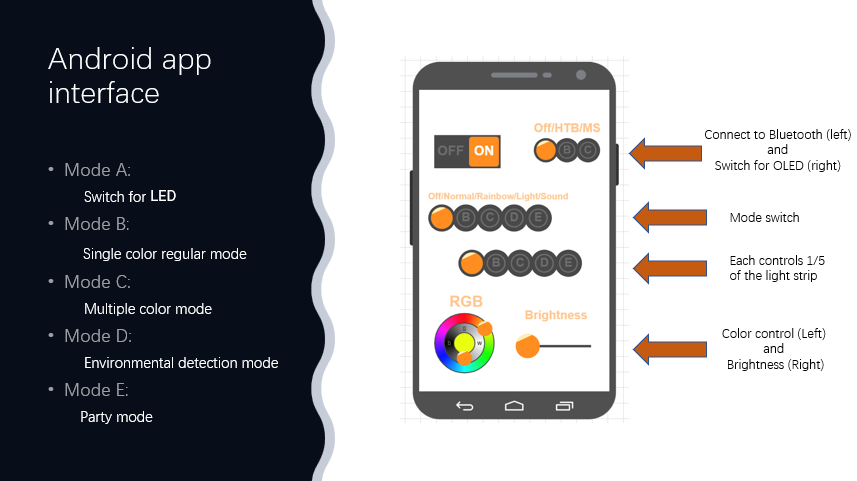 Android app
interface
• Mode A:
Switch for LED
• Mode B:
Single color regular mode
• Mode C:
Multiple color mode
• Mode D:
Environmental detection mode
• Mode E:
Party mode
Off/HTB/MS
OFF ON
B C
Off/Normal/Rainbow/Light/Sound
B C D E
B C D E
RGB
Brightness
W
Connect to Bluetooth (left)
and
Switch for OLED (right)
Mode switch
Each controls 1/5
of the light strip
Color control (Left)
and
Brightness (Right)